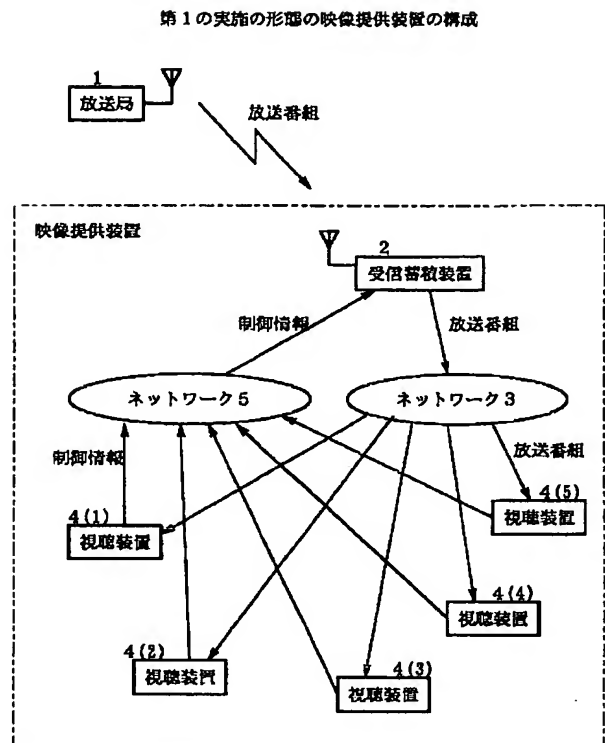 第１の実施の形態の映像提供装置の構成
1
放送局
放送番組
映像提供装置
2
受信蓄積装置
制御情報
放送番組
ネットワーク５
ネットワーク３
制御情報
放送番組
4(5)
視聴装置
4(1)
視聴装置
4(4)
視聴装置
4(2)
視聴装置
4(3)
視聴装置